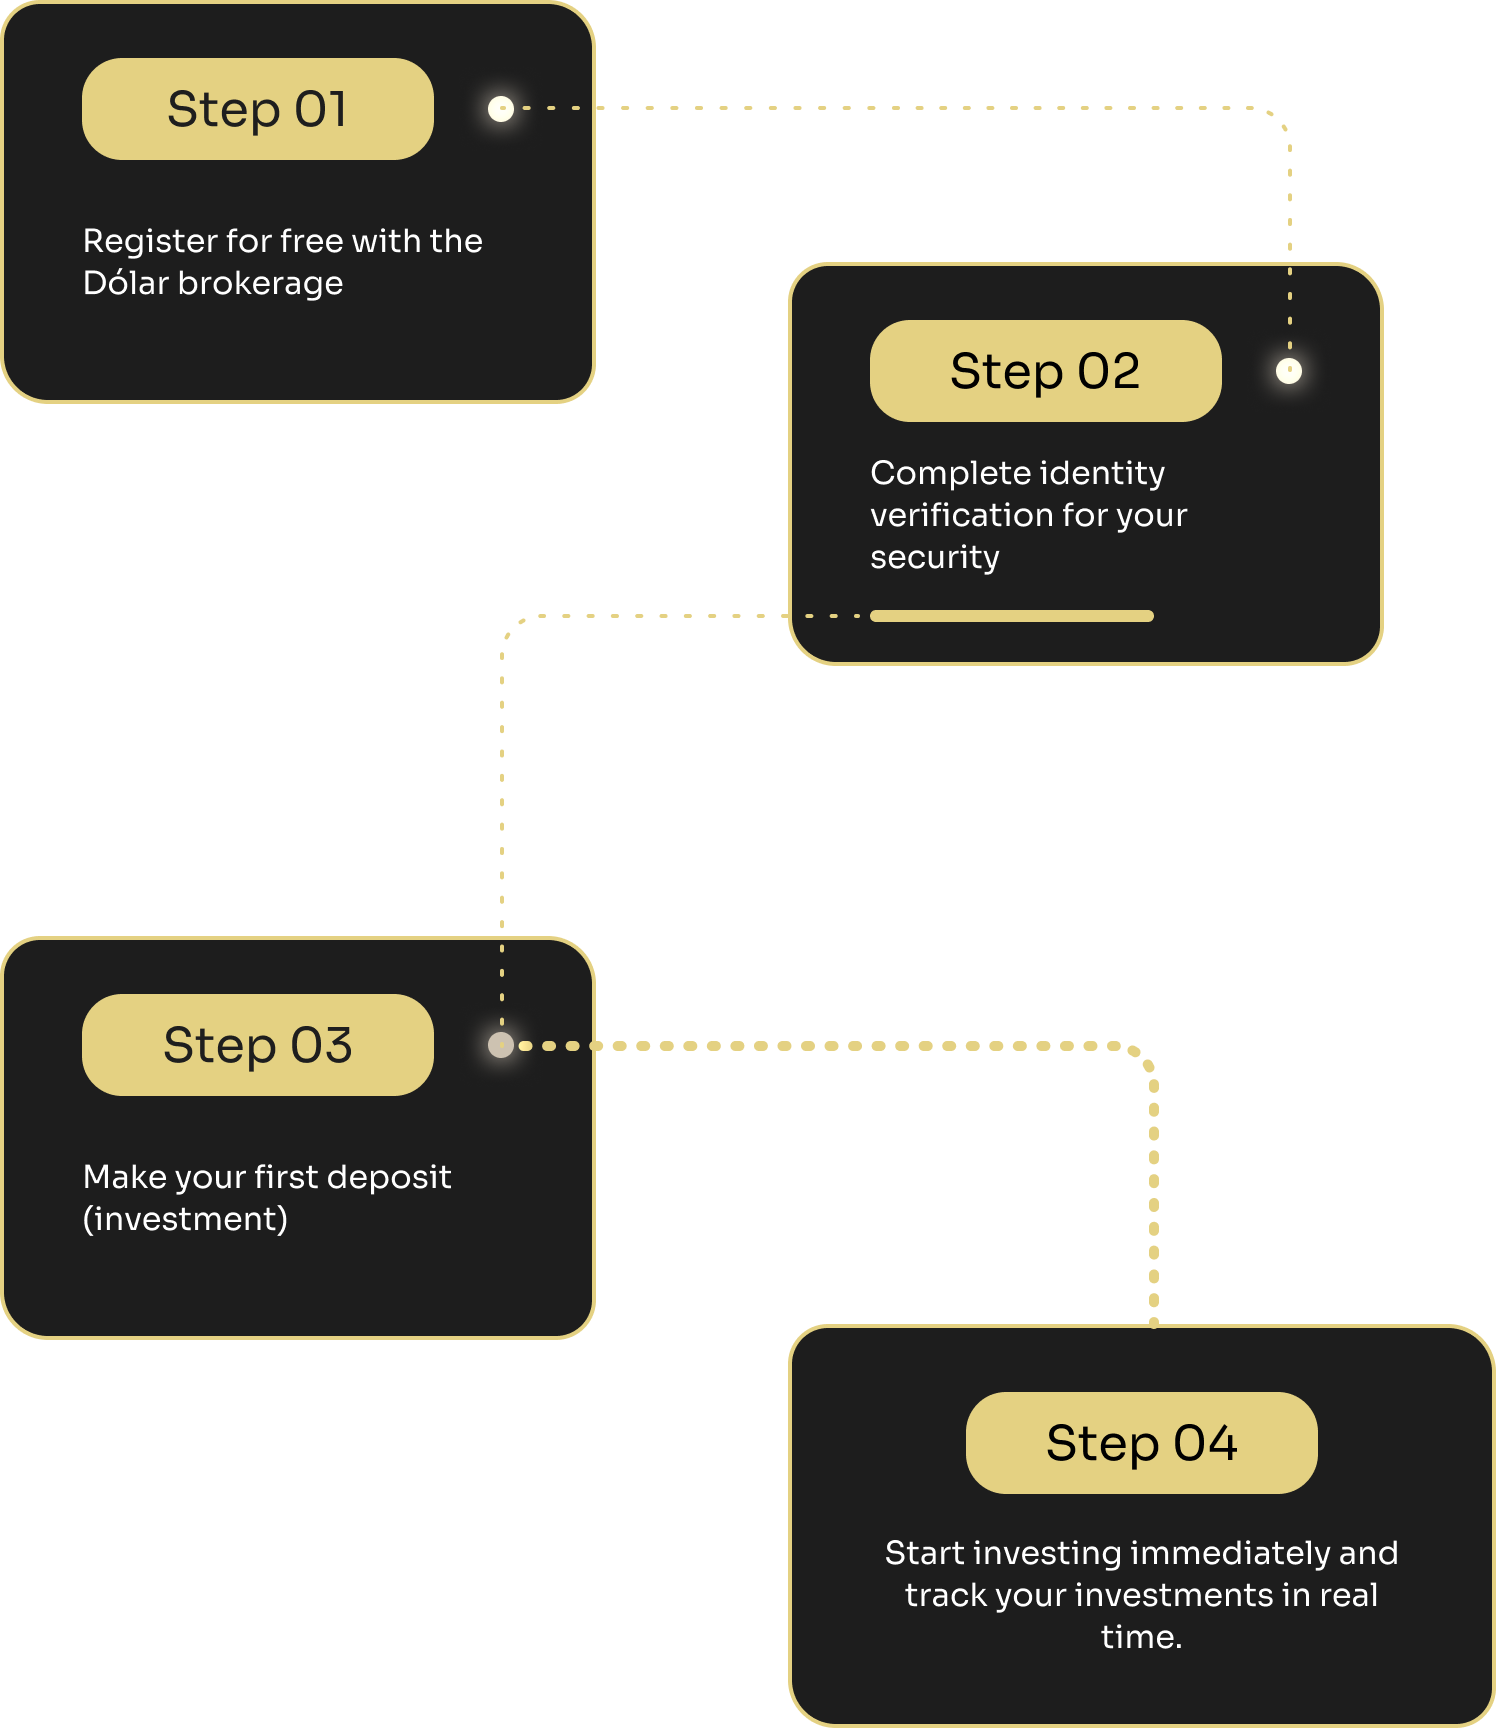 Step 01
Register for free with the
Dólar brokerage
Step 02
Complete identity
verification for your
security
Step 03
Make your first deposit
(investment)
Step 04
Start investing immediately and
track your investments in real
time.